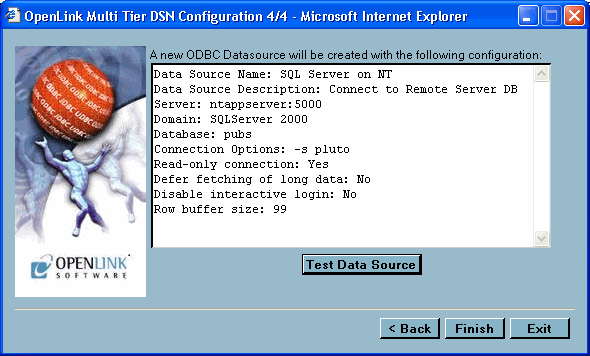 OpenLink Multi Tier DSN Configuration 4/4 - Microsoft Internet Explorer
A new ODBC Datasource will be created with the following configuration:
Data Source Name: SQL Server on NT
Data Source Description: Connect to Remote Server DB
Server: ntappserver:5000
Domain: SQLServer 2000
Database: pubs
Connection Options: -s pluto
Read-only connection: Yes
Defer fetching of long data: No
Disable interactive login: No
Row buffer size: 99
OPENLINK
SOFTWARE
Test Data Source
< Back
Finish
Exit